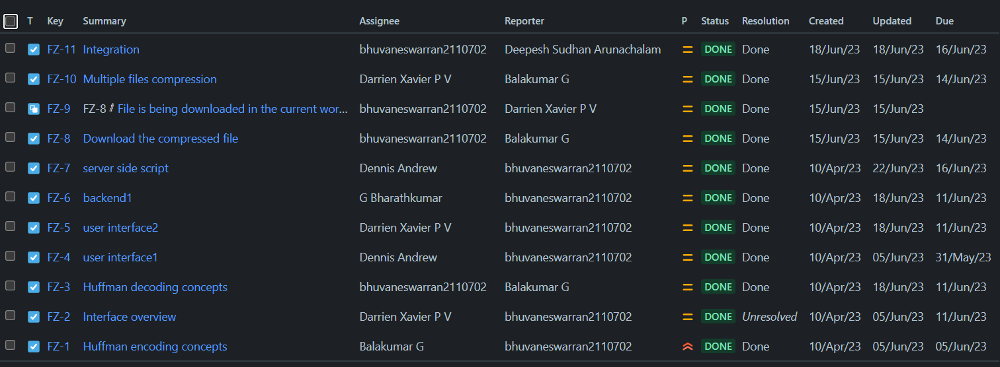 T Key Summary Assignee Reporter P Status Resolution Created Updated Due
FZ-11 Integration bhuvaneswarran2110702 Deepesh Sudhan Arunachalam DONE Done 18/Jun/23 18/Jun/23 16/Jun/23
FZ-10 Multiple files compression Darrien Xavier P V Balakumar G DONE Done 15/Jun/23 15/Jun/23 14/Jun/23
FZ-9 FZ-8 / File is being downloaded in the current wor... bhuvaneswarran2110702 Darrien Xavier P V DONE Done 15/Jun/23 15/Jun/23
FZ-8 Download the compressed file bhuvaneswarran2110702 Balakumar G DONE Done 15/Jun/23 15/Jun/23 14/Jun/23
FZ-7 server side script Dennis Andrew bhuvaneswarran2110702 DONE Done 10/Apr/23 22/Jun/23 16/Jun/23
FZ-6 backend1 G Bharathkumar bhuvaneswarran2110702 DONE Done 10/Apr/23 18/Jun/23 11/Jun/23
FZ-5 user interface2 Darrien Xavier P V bhuvaneswarran2110702 DONE Done 10/Apr/23 18/Jun/23 11/Jun/23
FZ-4 user interface1 Dennis Andrew bhuvaneswarran2110702 DONE Done 10/Apr/23 05/Jun/23 31/May/23
FZ-3 Huffman decoding concepts bhuvaneswarran2110702 Balakumar G DONE Done 10/Apr/23 18/Jun/23 11/Jun/23
FZ-2 Interface overview Darrien Xavier P V bhuvaneswarran2110702 DONE Unresolved 10/Apr/23 05/Jun/23 11/Jun/23
FZ-1 Huffman encoding concepts Balakumar G bhuvaneswarran2110702 DONE Done 10/Apr/23 05/Jun/23 05/Jun/23